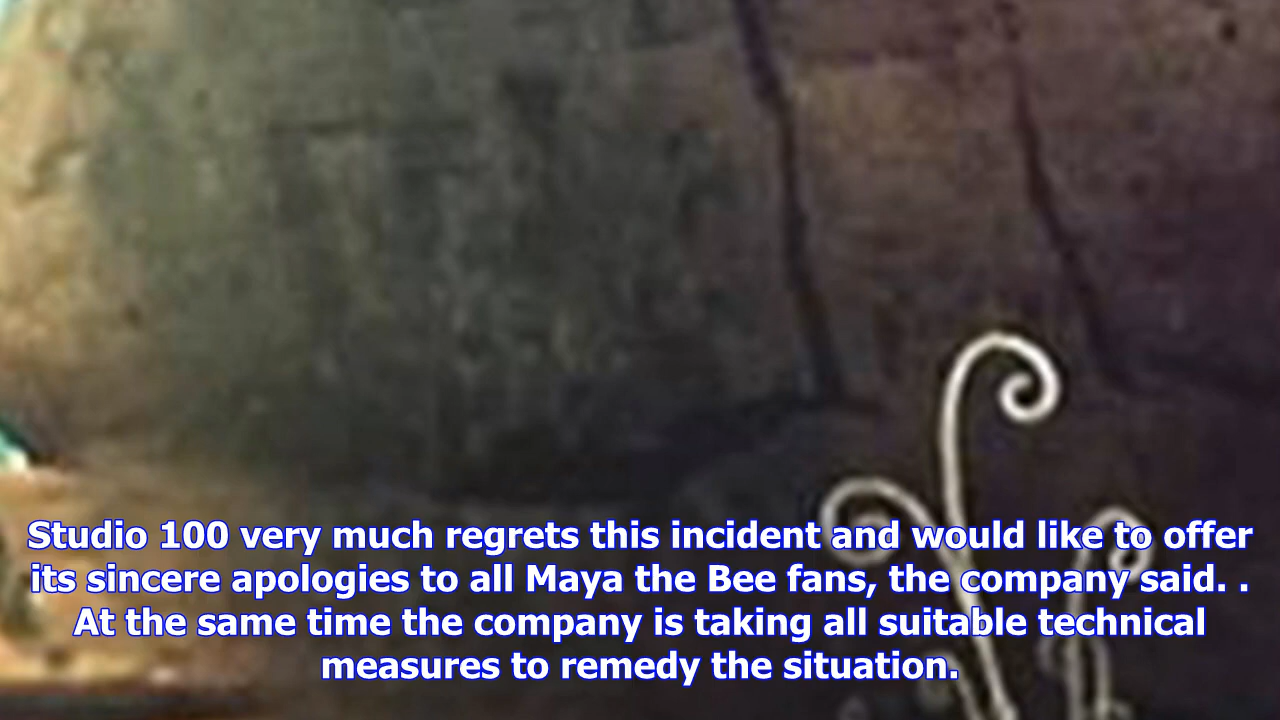 Studio 100 very much regrets this incident and would like to offer
its sincere apologies to all Maya the Bee fans, the company said. .
At the same time the company is taking all suitable technical
measures to remedy the situation.